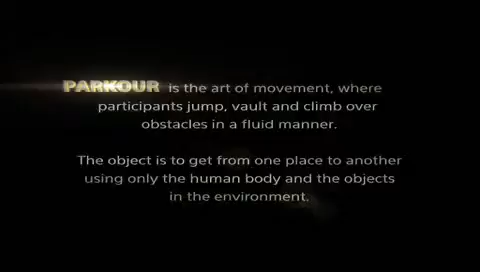 PARKOUR is the art of movement, where
participants jump, vault and climb over
obstacles in a fluid manner.
The object is to get from one place to another
using only the human body and the objects
in the environment.